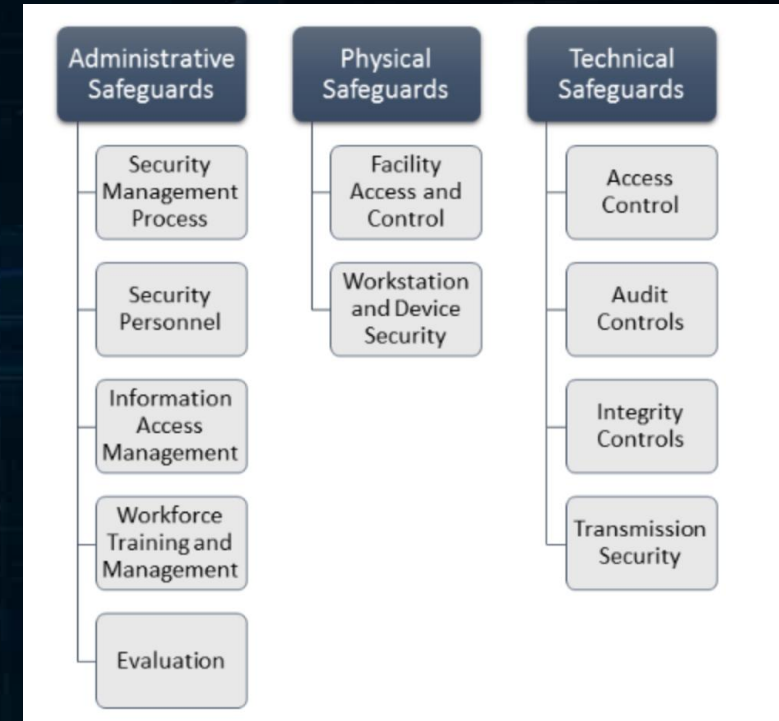 Administrative
Safeguards
Security
Management
Process
Security
Personnel
Information
Access
Management
Workforce
Training and
Management
Evaluation
Physical
Safeguards
Facility
Access and
Control
Workstation
and Device
Security
Technical
Safeguards
Access
Control
Audit
Controls
Integrity
Controls
Transmission
Security